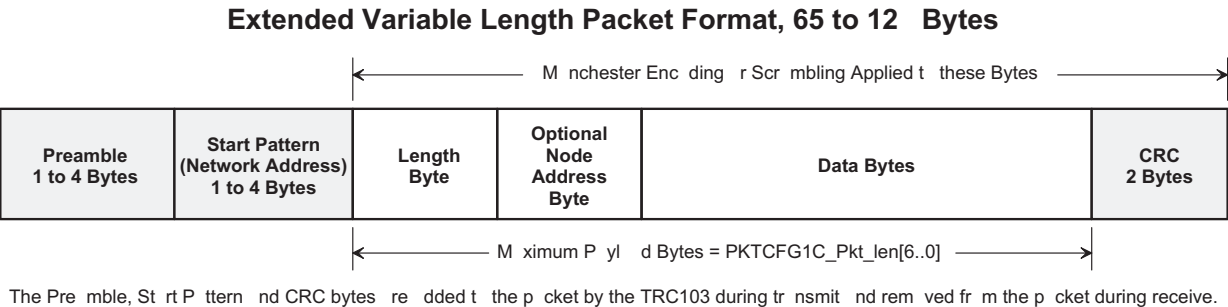 Extended Variable Length Packet Format, 65 to 12 Bytes
M nchester Enc ding r Scr mbling Applied t these Bytes
Preamble
1 to 4 Bytes
Start Pattern
(Network Address)
1 to 4 Bytes
Length
Byte
Optional
Node
Address
Byte
Data Bytes
CRC
2 Bytes
M ximum P yl d Bytes = PKTCFG1C_Pkt_len[6..0]
The Pre mble, St rt P ttern nd CRC bytes re dded t the p cket by the TRC103 during tr nsmit nd rem ved fr m the p cket during receive.